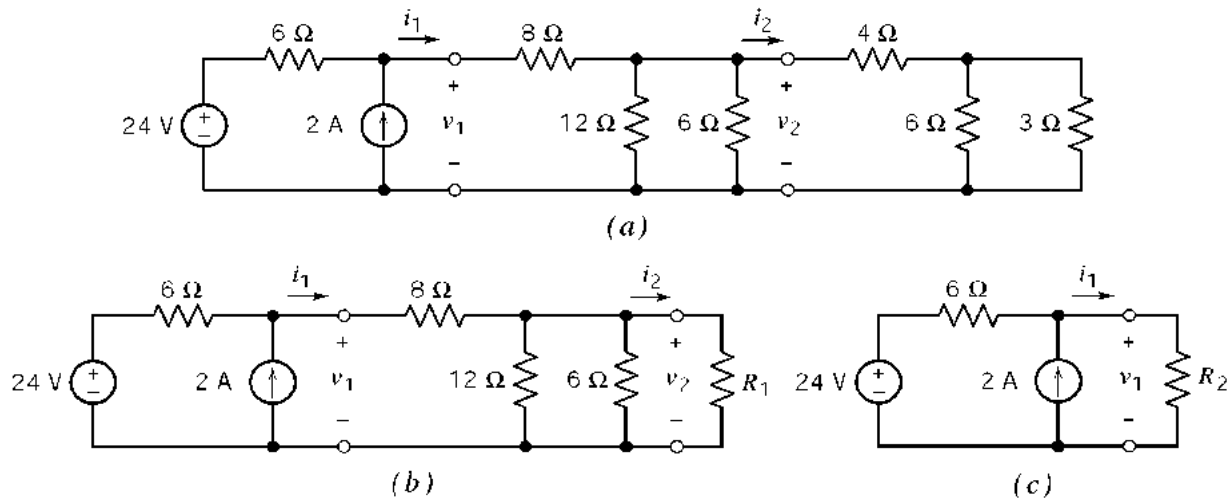 6 Ω i₁ 8 Ω i₂ 4 Ω
24 V + − 2 A + v₁ − 12 Ω 6 Ω + v₂ − 6 Ω 3 Ω
(a)
6 Ω i₁ 8 Ω i₂
24 V + − 2 A + v₁ − 12 Ω 6 Ω + v₂ − R₁
(b)
6 Ω i₁
24 V + − 2 A + v₁ − R₂
(c)